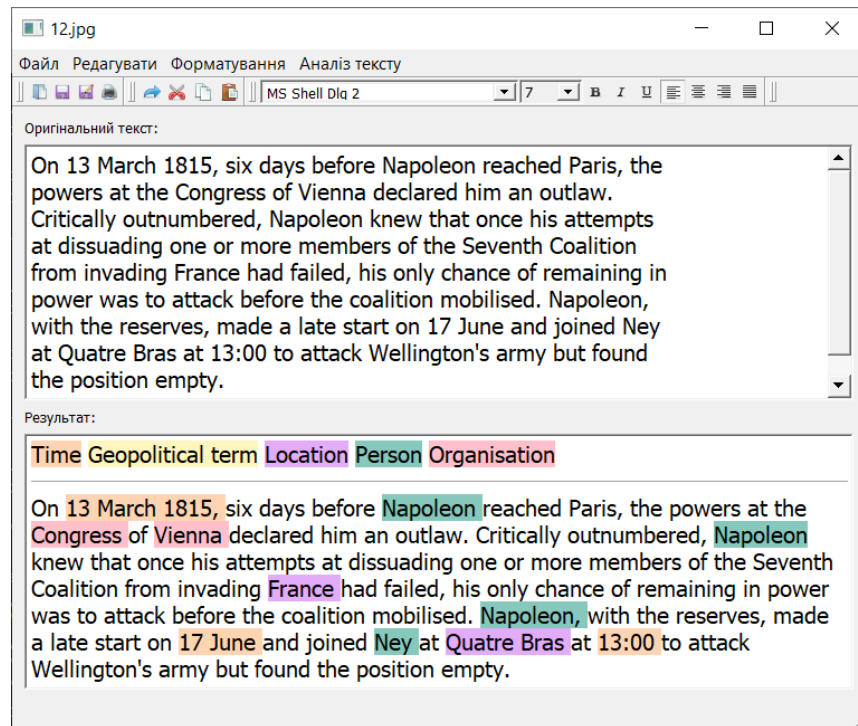 12.jpg
Файл Редагувати Форматування Аналіз тексту
MS Shell Dlg 2 7 B I U
Оригінальний текст:
On 13 March 1815, six days before Napoleon reached Paris, the
powers at the Congress of Vienna declared him an outlaw.
Critically outnumbered, Napoleon knew that once his attempts
at dissuading one or more members of the Seventh Coalition
from invading France had failed, his only chance of remaining in
power was to attack before the coalition mobilised. Napoleon,
with the reserves, made a late start on 17 June and joined Ney
at Quatre Bras at 13:00 to attack Wellington's army but found
the position empty.
Результат:
Time Geopolitical term Location Person Organisation
On 13 March 1815, six days before Napoleon reached Paris, the powers at the
Congress of Vienna declared him an outlaw. Critically outnumbered, Napoleon
knew that once his attempts at dissuading one or more members of the Seventh
Coalition from invading France had failed, his only chance of remaining in power
was to attack before the coalition mobilised. Napoleon, with the reserves, made
a late start on 17 June and joined Ney at Quatre Bras at 13:00 to attack
Wellington's army but found the position empty.